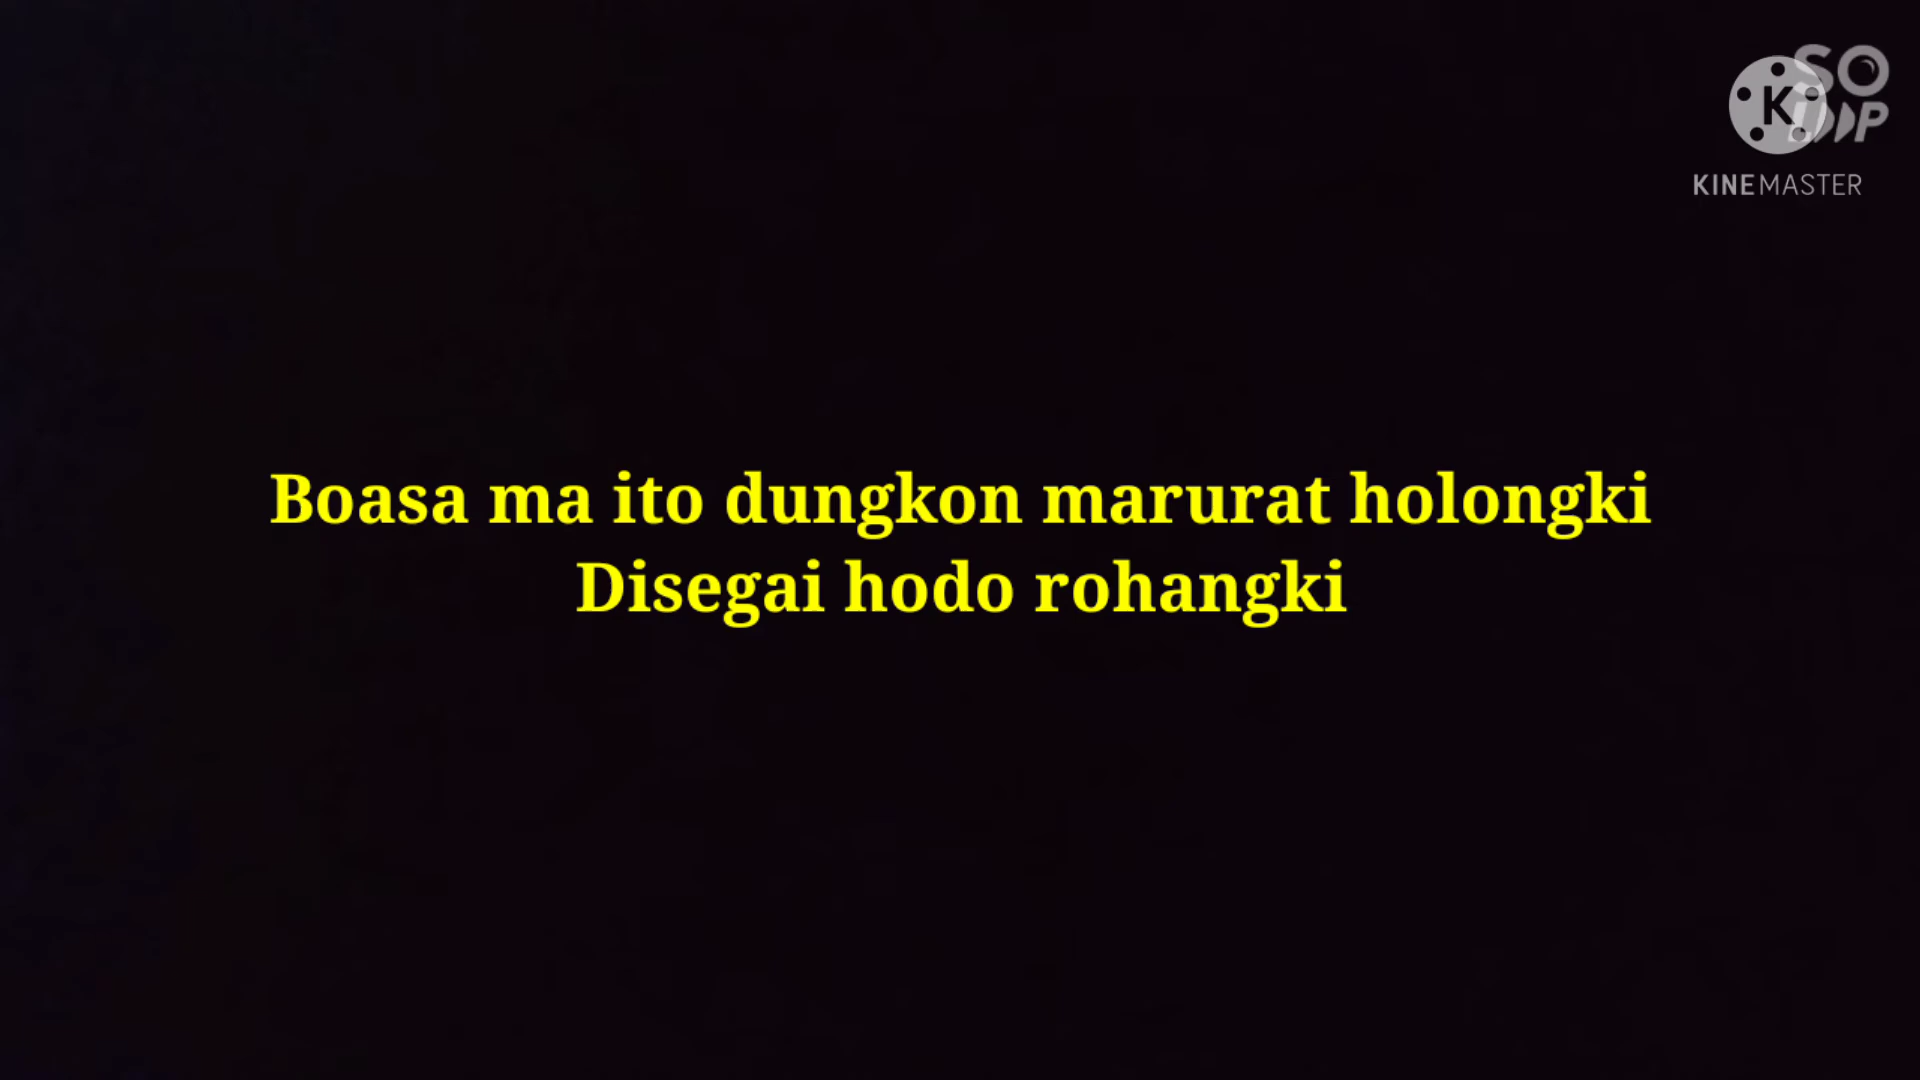 KINEMASTER
Boasa ma ito dungkon marurat holongki
Disegai hodo rohangki